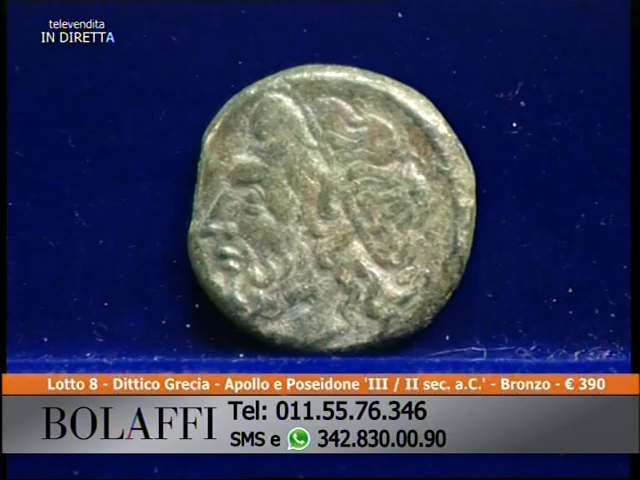 televendita
IN DIRETTA
Lotto 8 - Dittico Grecia - Apollo e Poseidone 'III / II sec. a.C.' - Bronzo - € 390
BOLAFFI
Tel: 011.55.76.346
SMS e 342.830.00.90